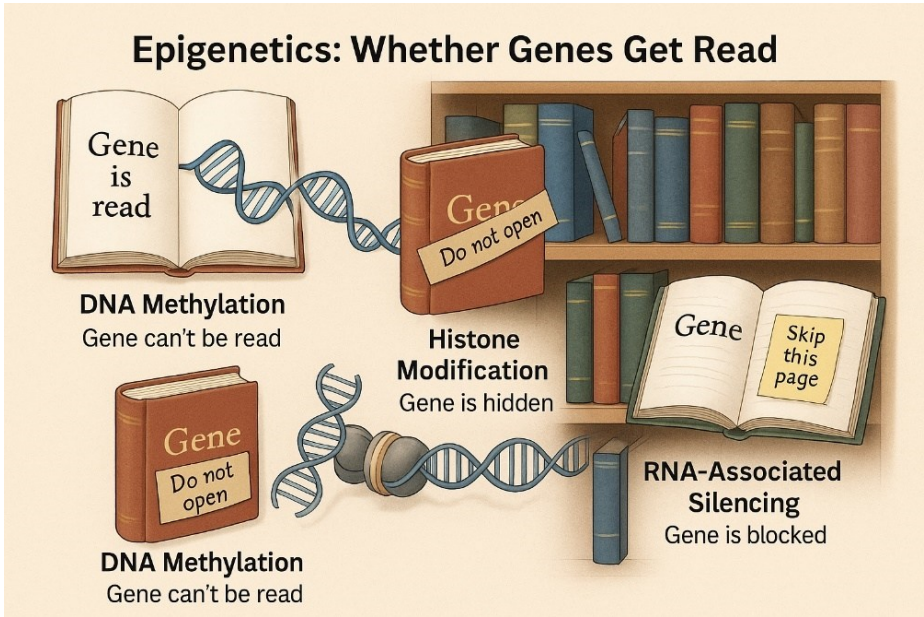 Epigenetics: Whether Genes Get Read
Gene
is
read
DNA Methylation
Gene can't be read
Gene
Do not open
Histone
Modification
Gene is hidden
Gene
Skip
this
page
RNA-Associated
Silencing
Gene is blocked
Gene
Do not
open
DNA Methylation
Gene can't be read